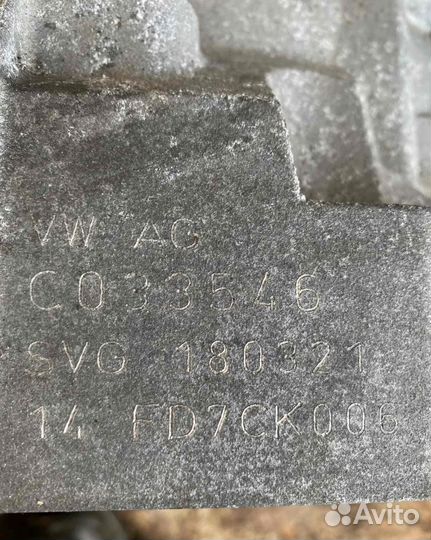 VW AG
C033546
SVG 180321
14 FD7CK006
Avito